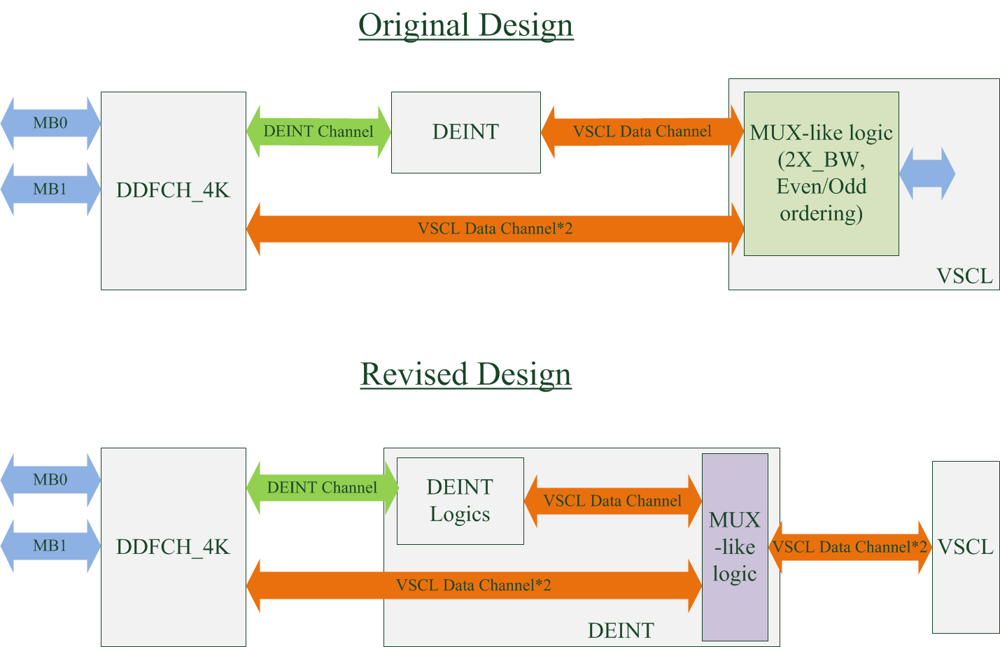 Original Design
MB0
MB1
DDFCH_4K
DEINT Channel
DEINT
VSCL Data Channel
VSCL Data Channel*2
MUX-like logic
(2X_BW,
Even/Odd
ordering)
VSCL
Revised Design
MB0
MB1
DDFCH_4K
DEINT Channel
DEINT
Logics
VSCL Data Channel
VSCL Data Channel*2
MUX
-like
logic
DEINT
VSCL Data Channel*2
VSCL